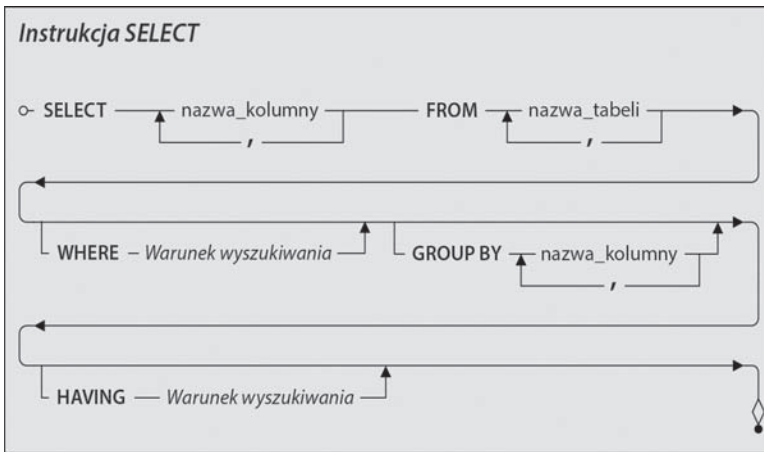 Instrukcja SELECT
SELECT nazwa_kolumny FROM nazwa_tabeli
, ,
WHERE – Warunek wyszukiwania GROUP BY nazwa_kolumny
,
HAVING — Warunek wyszukiwania